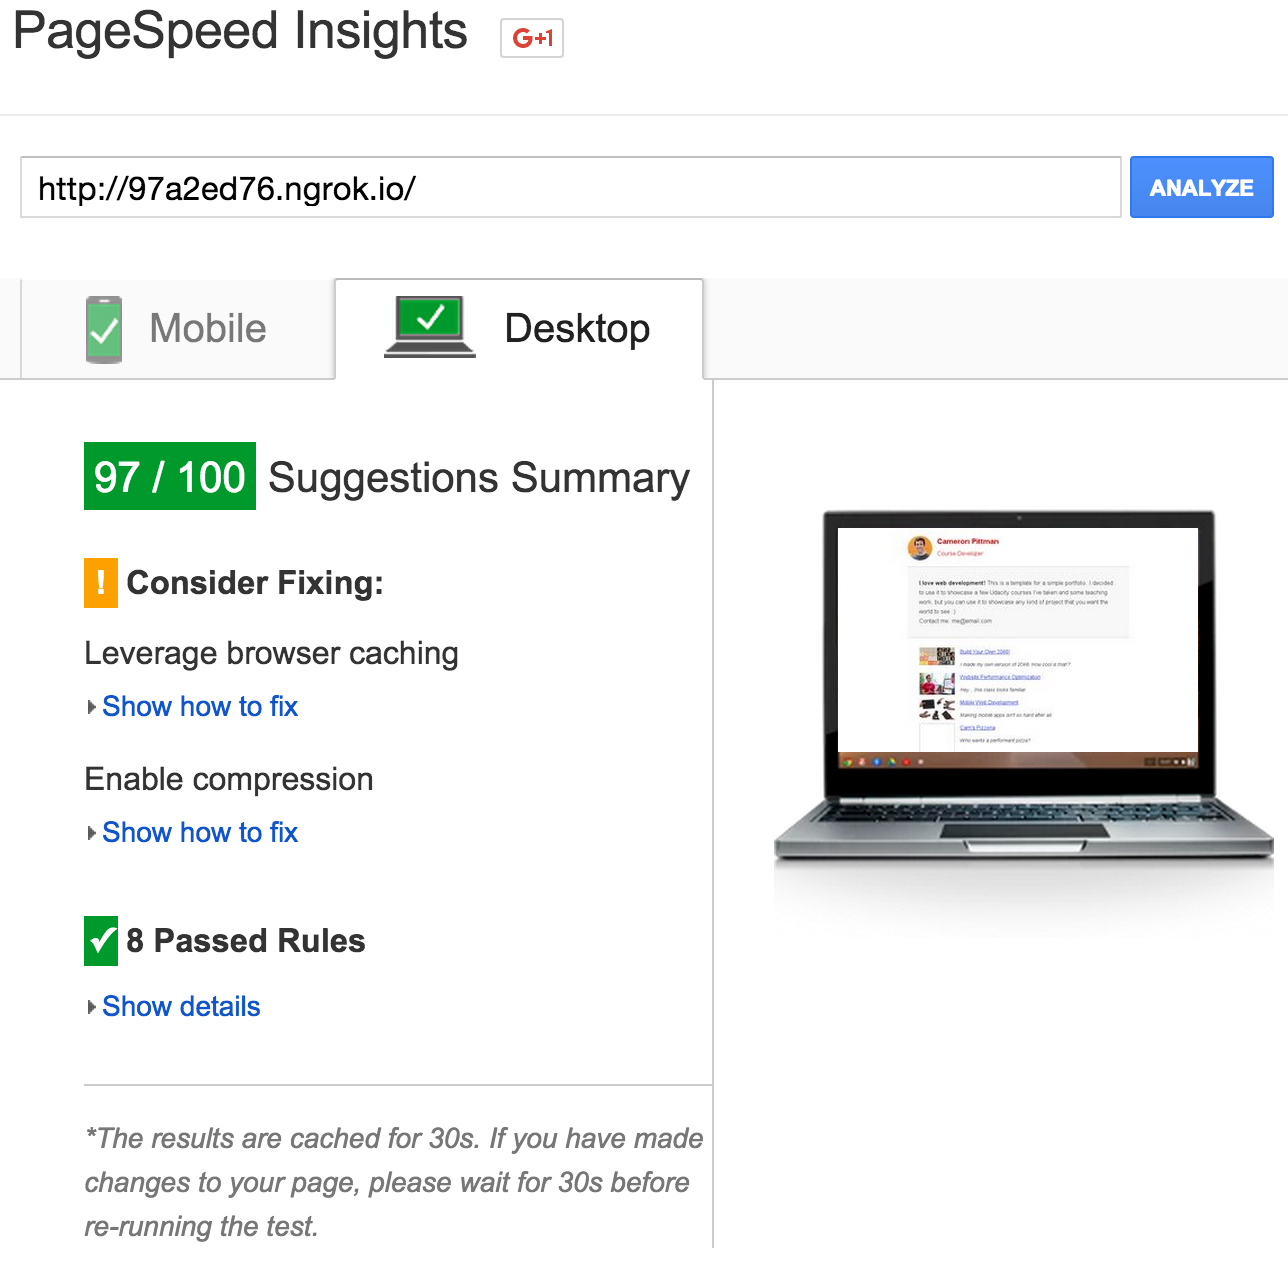 PageSpeed Insights
G+1
http://97a2ed76.ngrok.io/
ANALYZE
Mobile
Desktop
97 / 100 Suggestions Summary
! Consider Fixing:
Leverage browser caching
Show how to fix
Enable compression
Show how to fix
8 Passed Rules
Show details
*The results are cached for 30s. If you have made
changes to your page, please wait for 30s before
re-running the test.
Cameron Pittman
Course Developer
I love web development! This is a template for a simple portfolio. I decided
to use it to showcase a few Udacity courses I've taken and some teaching
work, but you can use it to showcase any kind of project that you want the
world to see :)
Contact me: me@email.com
Build Your Own 2048!
I made my own version of 2048. How cool is that?
Website Performance Optimization
Hey... this class looks familiar.
Mobile Web Development
Making mobile apps isn't so hard after all.
Cam's Pizzeria
Who wants a performant pizza?